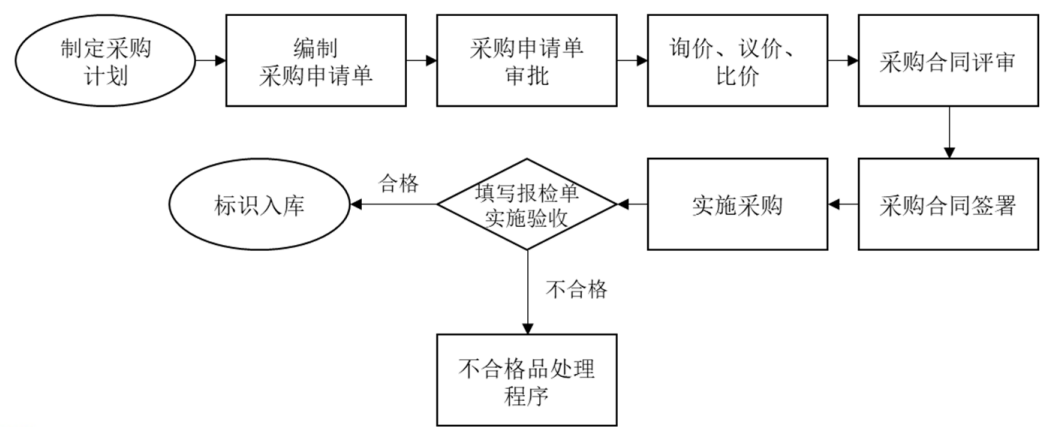 制定采购
计划
编制
采购申请单
采购申请单
审批
询价、议价、
比价
采购合同评审
采购合同签署
实施采购
填写报检单
实施验收
合格
标识入库
不合格
不合格品处理
程序